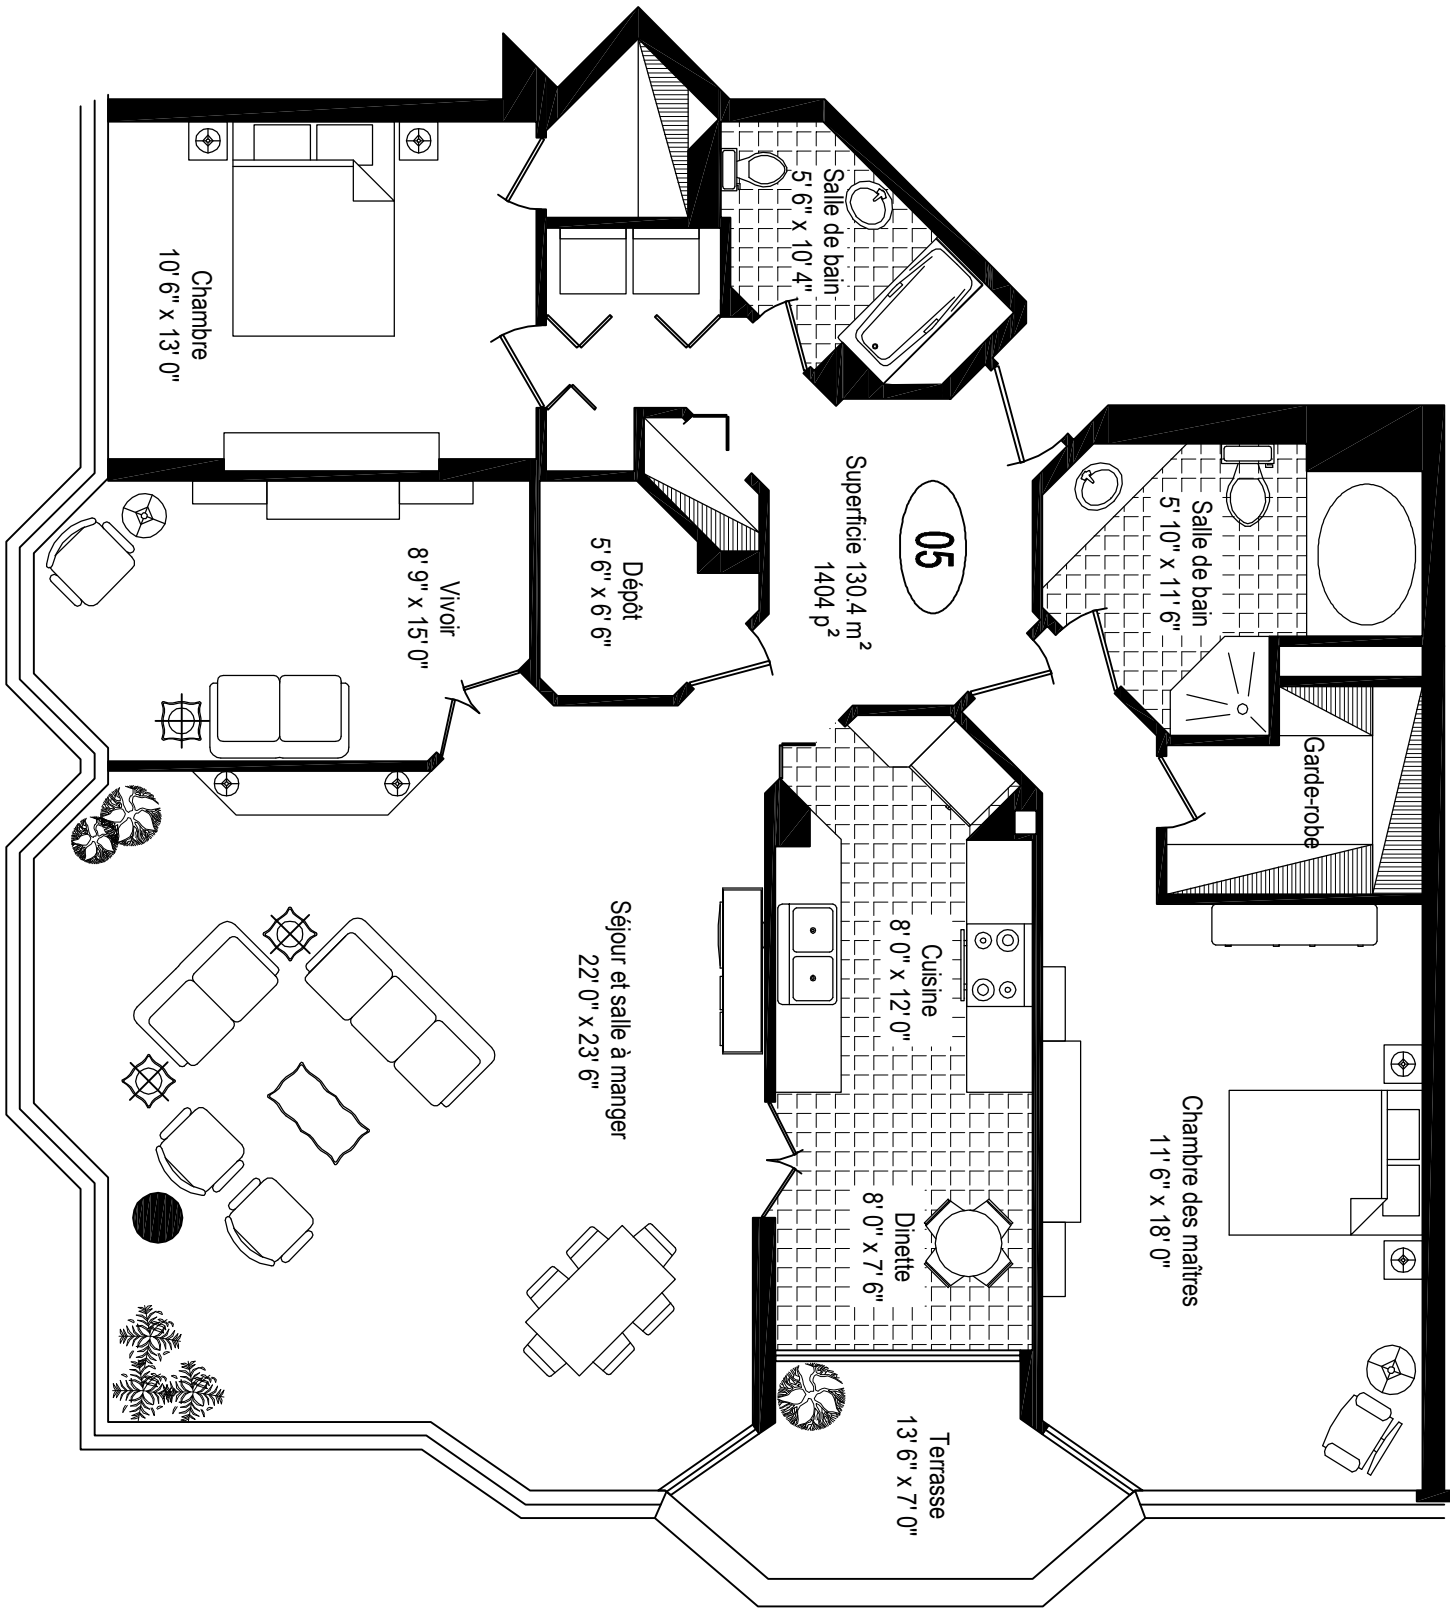 Salle de bain
5' 6" x 10' 4"
Chambre
10' 6" x 13' 0"
Salle de bain
5' 10" x 11' 6"
05
Superficie 130.4 m²
1404 p²
Dépôt
5' 6" x 6' 6"
Vivoir
8' 9" x 15' 0"
Garde-robe
Cuisine
8' 0" x 12' 0"
Séjour et salle à manger
22' 0" x 23' 6"
Chambre des maîtres
11' 6" x 18' 0"
Dinette
8' 0" x 7' 6"
Terrasse
13' 6" x 7' 0"